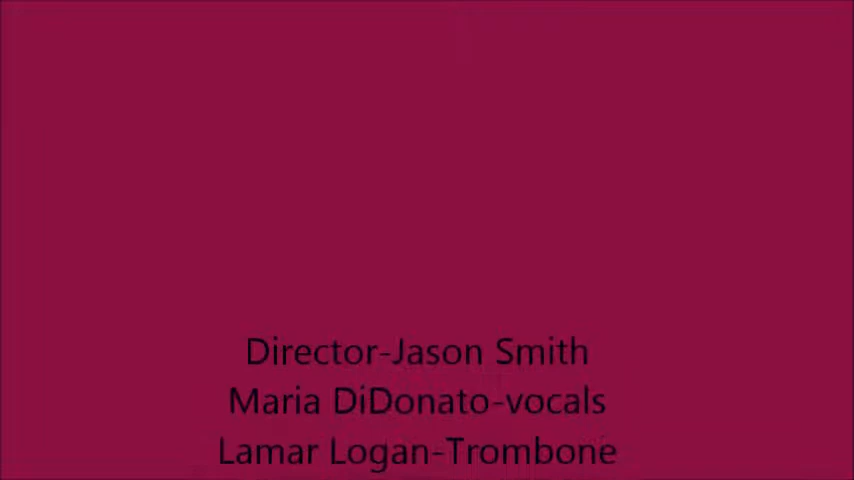 Director-Jason Smith
Maria DiDonato-vocals
Lamar Logan-Trombone